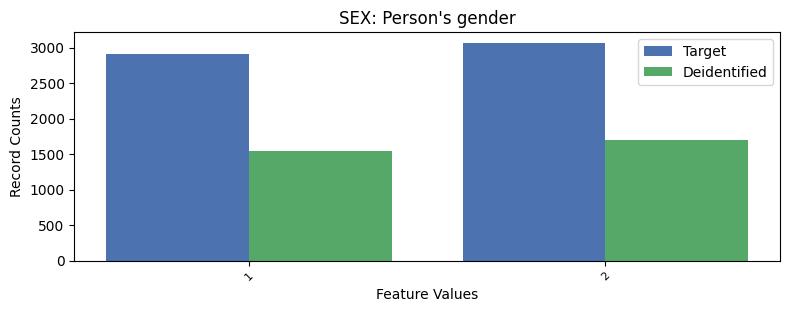 SEX: Person's gender
Target
Deidentified
Record Counts
3000
2500
2000
1500
1000
500
0
1
2
Feature Values